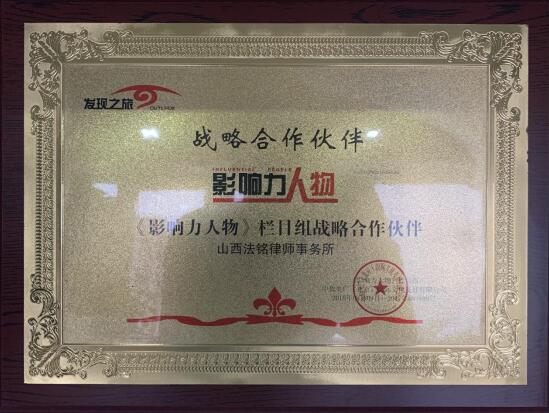 发现之旅
战略合作伙伴
INFLUENTIAL PEOPLE
影响力人物
《影响力人物》栏目组战略合作伙伴
山西法铭律师事务所